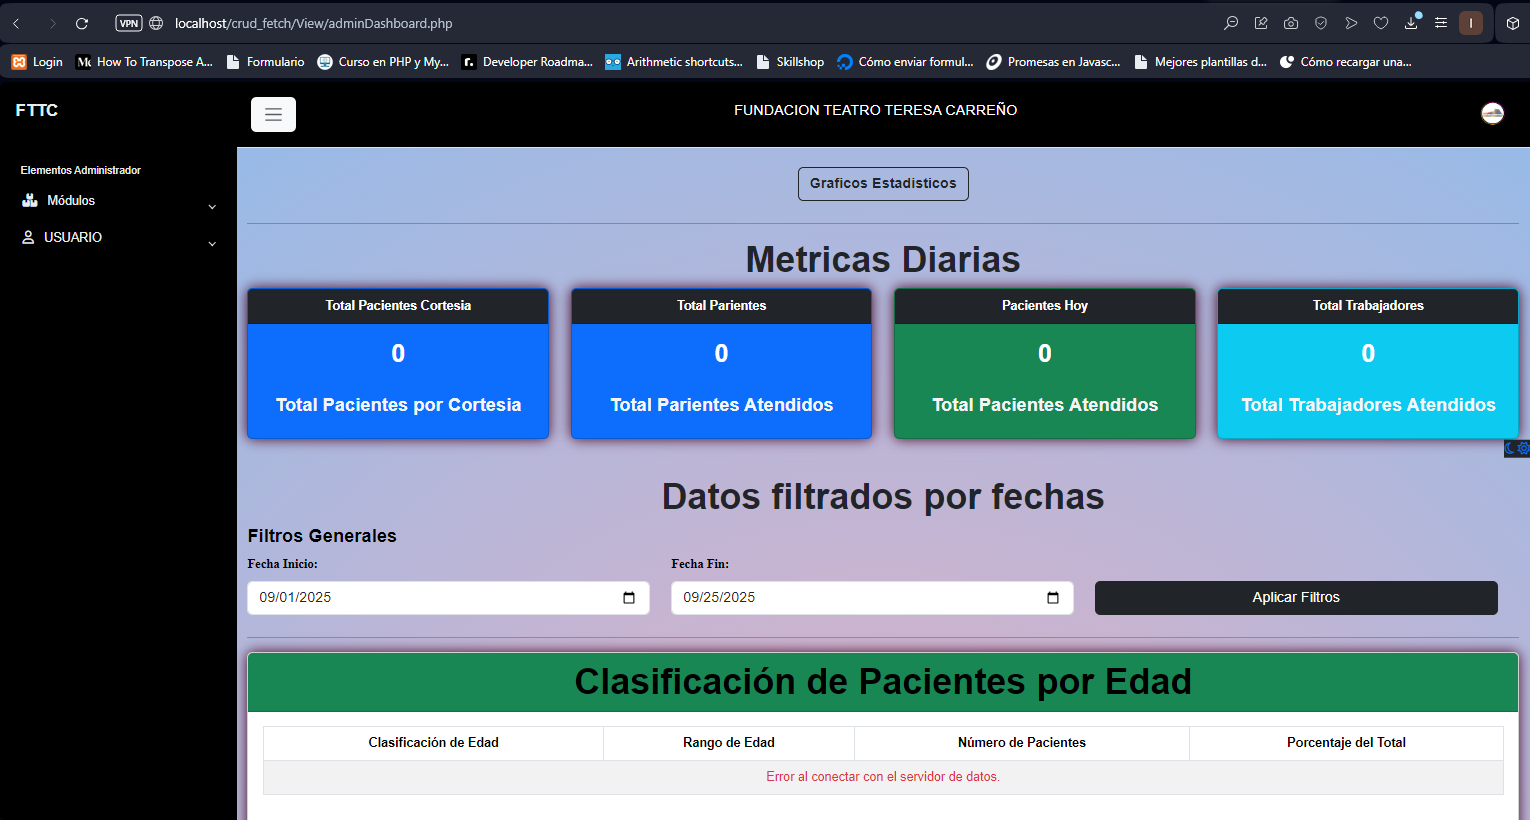 VPN localhost/crud_fetch/View/adminDashboard.php I
Login How To Transpose A... Formulario Curso en PHP y My... Developer Roadma... Arithmetic shortcuts... Skillshop Cómo enviar formul... Promesas en Javasc... Mejores plantillas d... Cómo recargar una...
FTTC FUNDACION TEATRO TERESA CARREÑO
Elementos Administrador
Módulos
USUARIO
Graficos Estadisticos
Metricas Diarias
Total Pacientes Cortesia Total Parientes Pacientes Hoy Total Trabajadores
0 0 0 0
Total Pacientes por Cortesia Total Parientes Atendidos Total Pacientes Atendidos Total Trabajadores Atendidos
Datos filtrados por fechas
Filtros Generales
Fecha Inicio: Fecha Fin:
09/01/2025 09/25/2025 Aplicar Filtros
Clasificación de Pacientes por Edad
Clasificación de Edad Rango de Edad Número de Pacientes Porcentaje del Total
Error al conectar con el servidor de datos.